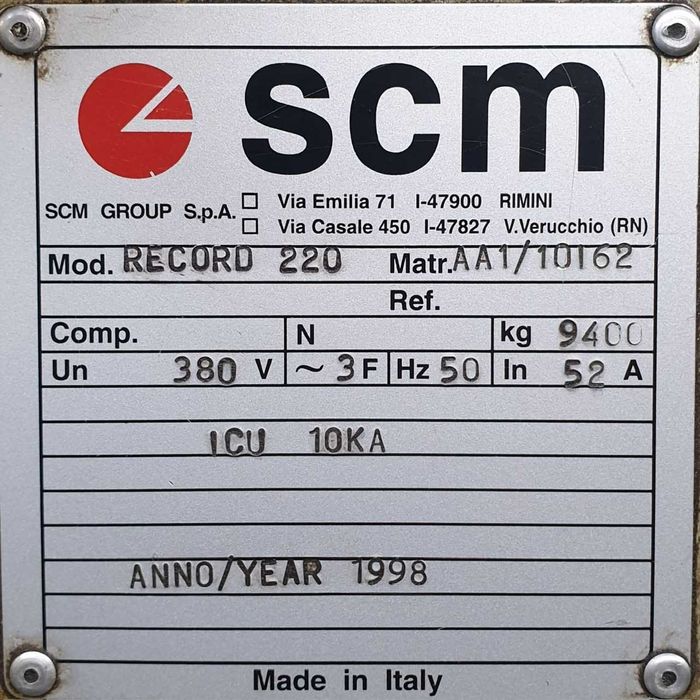 scm
SCM GROUP S.p.A. □ Via Emilia 71 I-47900 RIMINI
□ Via Casale 450 I-47827 V.Verucchio (RN)
Mod. RECORD 220 Matr. AA1/10162
Ref.
Comp. N kg 9400
Un 380 V ~ 3 F Hz 50 In 52 A
ICU 10KA
ANNO/YEAR 1998
Made in Italy